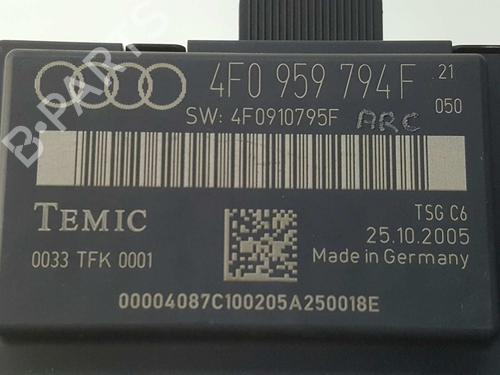 4F0 959 794 F 21
SW: 4F0910795F 050
ARC
TEMIC
TSG C6
25.10.2005
0033 TFK 0001
Made in Germany
00004087C100205A250018E
B-PARTS